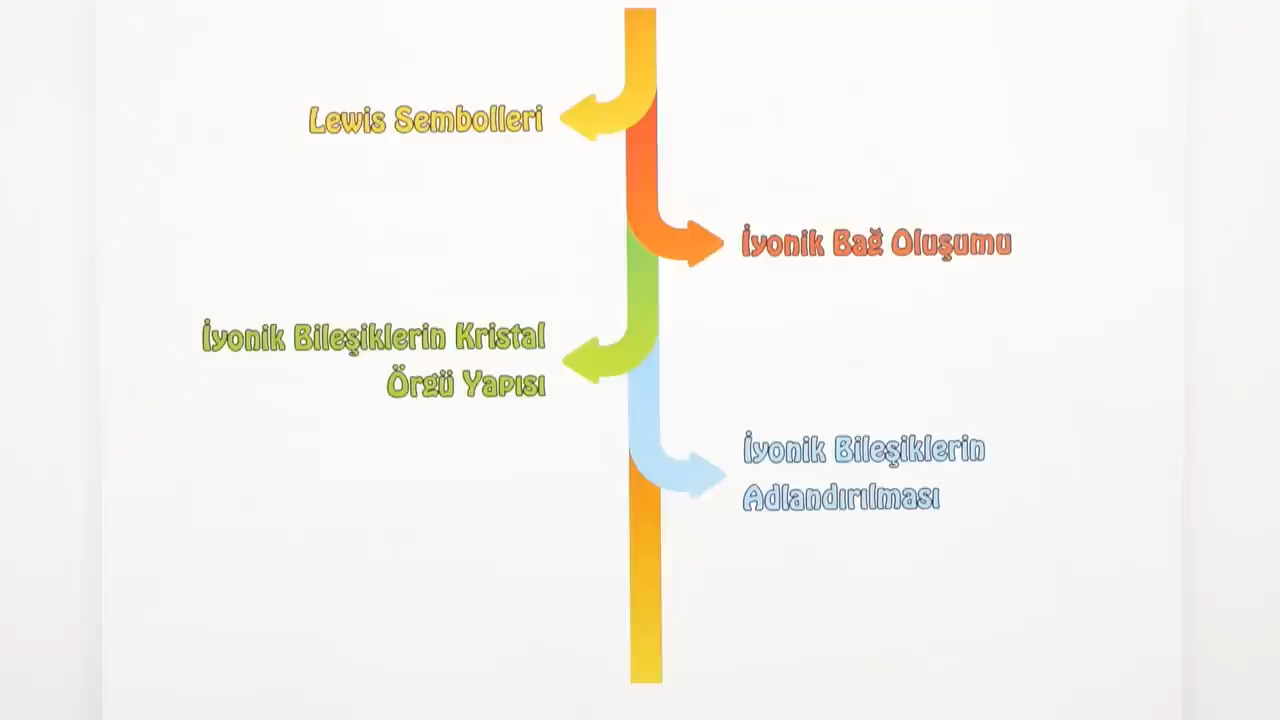 Lewis Sembolleri
İyonik Bağ Oluşumu
İyonik Bileşiklerin Kristal
Örgü Yapısı
İyonik Bileşiklerin
Adlandırılması